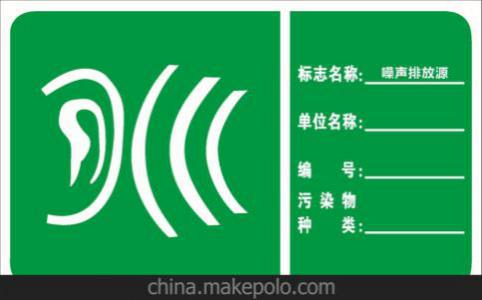 标志名称: 噪声排放源
单位名称:
编 号:
污 染 物
种 类:
china.makepolo.com